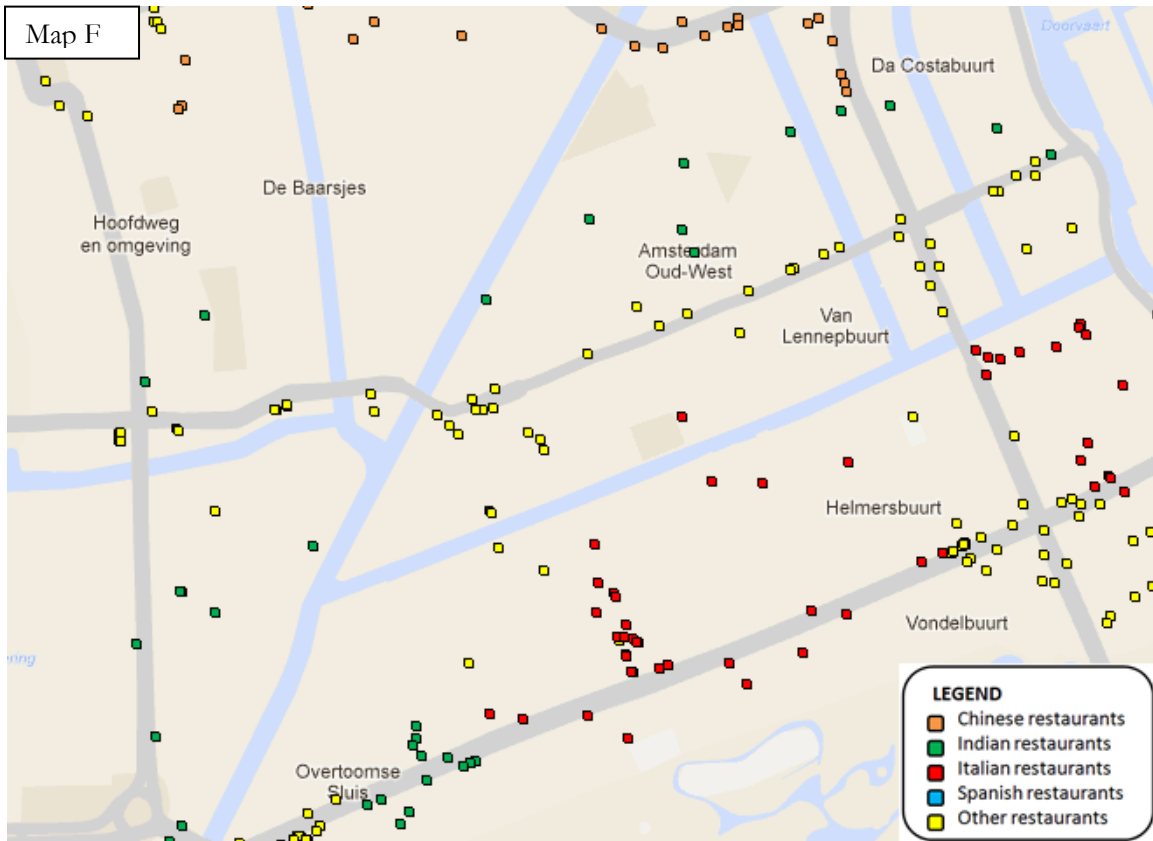 Map F
Doorvaart
Da Costabuurt
De Baarsjes
Hoofdweg
en omgeving
Amsterdam
Oud-West
Van
Lennepbuurt
Helmersbuurt
Vondelbuurt
Overtoomse
Sluis
LEGEND
Chinese restaurants
Indian restaurants
Italian restaurants
Spanish restaurants
Other restaurants